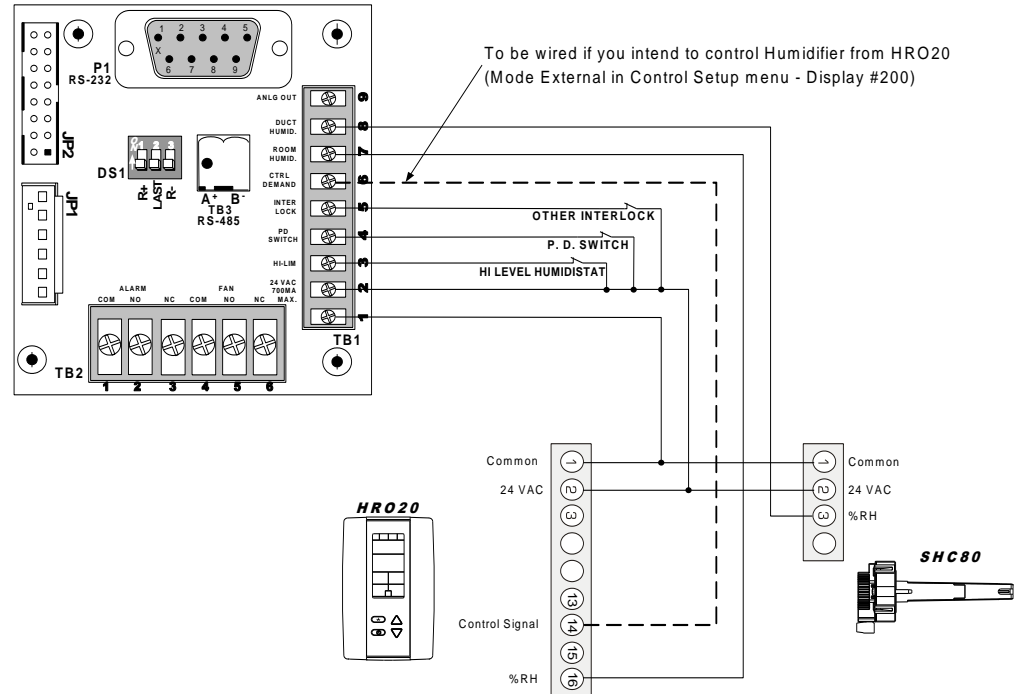 1 2 3 4 5
X
6 7 8 9
P1
RS-232
JP2
DS1
1 2 3
R+
LAST
R-
A+ B-
TB3
RS-485
JP1
ANLG OUT 9
DUCT HUMID. 8
ROOM HUMID. 7
CTRL DEMAND 6
INTER LOCK 5
PD SWITCH 4
HI-LIM 3
24 VAC 700MA MAX. 2
1
TB1
ALARM FAN
COM NO NC COM NO NC
TB2
1 2 3 4 5 6
To be wired if you intend to control Humidifier from HRO20
(Mode External in Control Setup menu - Display #200)
OTHER INTERLOCK
P. D. SWITCH
HI LEVEL HUMIDISTAT
Common 1
24 VAC 2
3
13
Control Signal 14
15
%RH 16
1 Common
2 24 VAC
3 %RH
HRO20
SHC80